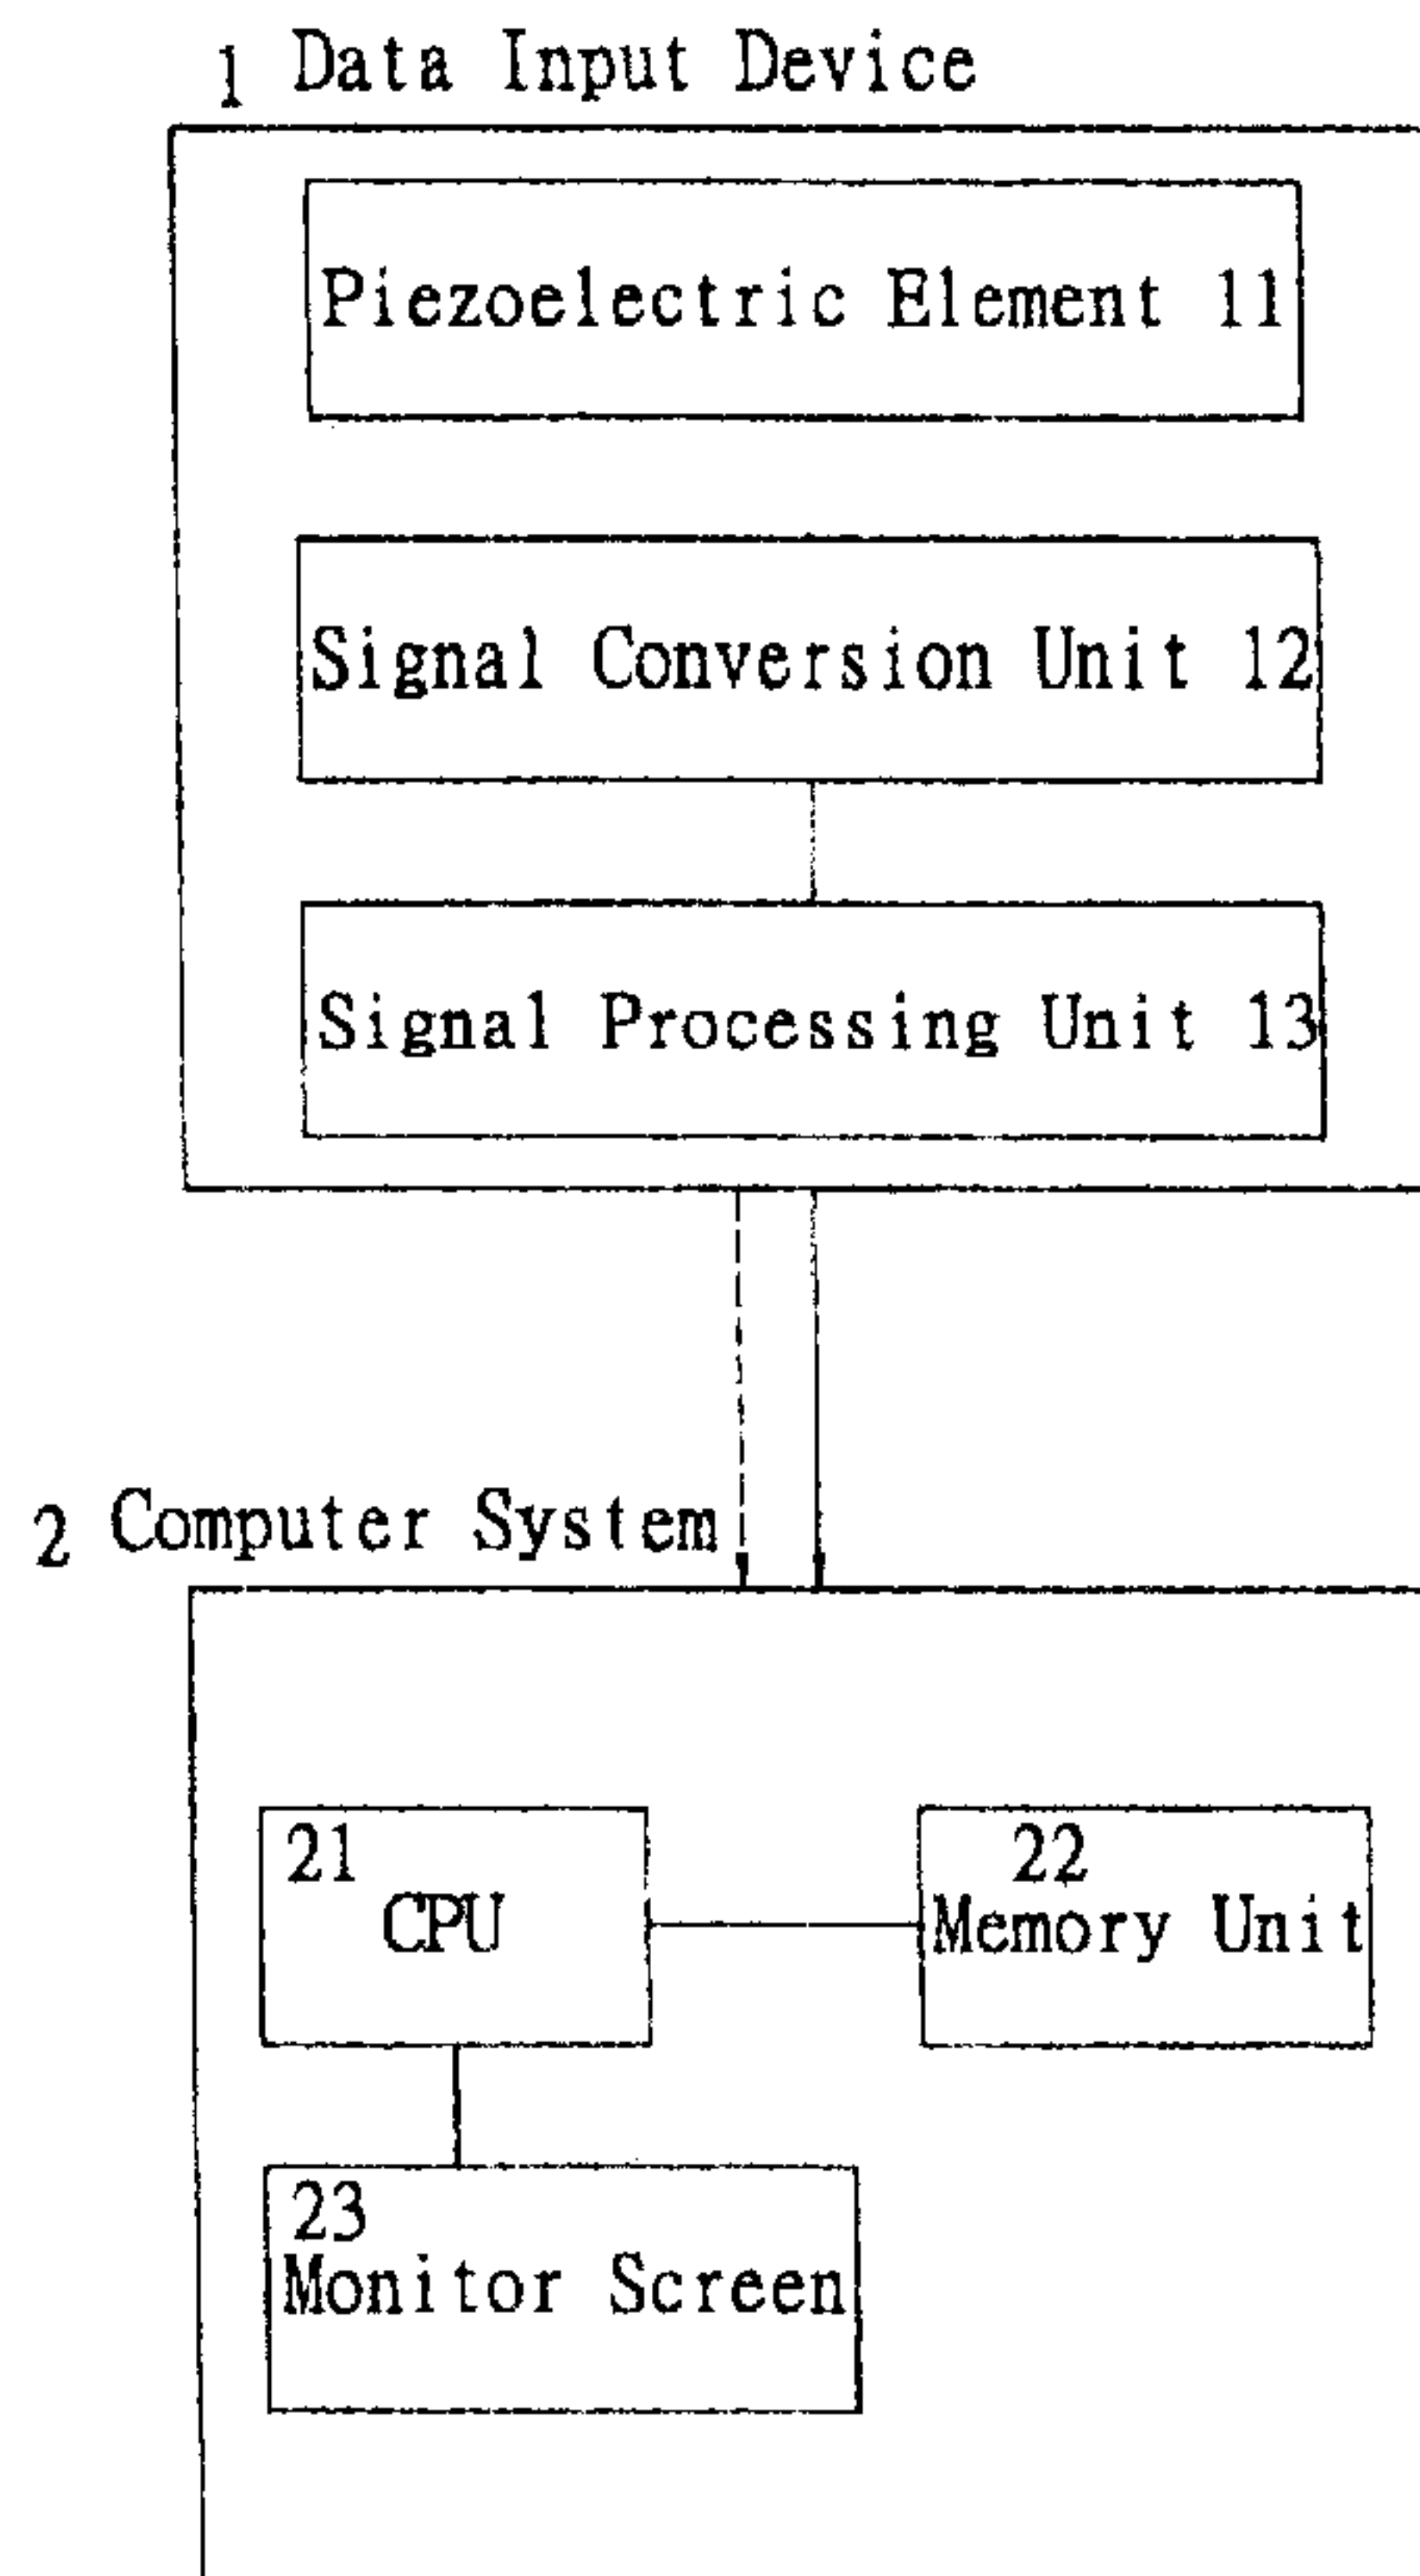 1 Data Input Device
Piezoelectric Element 11
Signal Conversion Unit 12
Signal Processing Unit 13
2 Computer System
21
CPU
22
Memory Unit
23
Monitor Screen